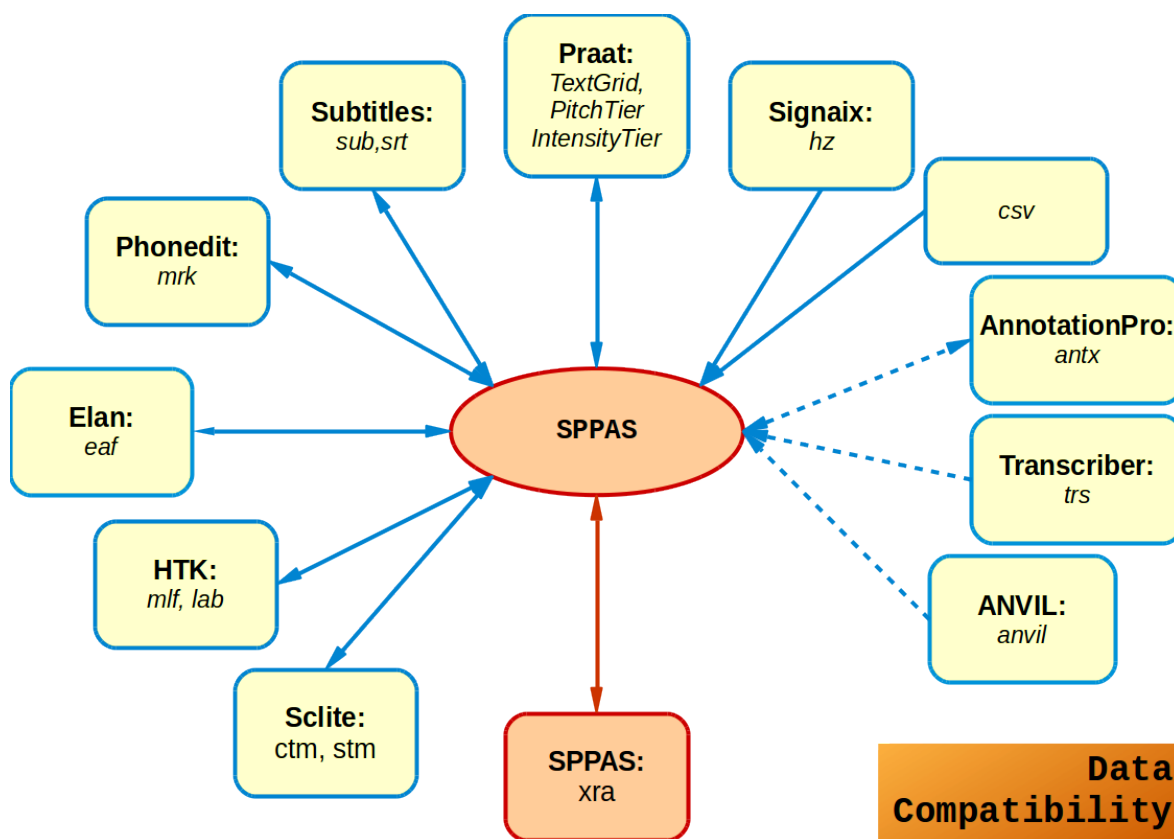 Praat:
TextGrid,
PitchTier
IntensityTier
Subtitles:
sub,srt
Signaix:
hz
csv
Phonedit:
mrk
AnnotationPro:
antx
Elan:
eaf
SPPAS
Transcriber:
trs
HTK:
mlf, lab
ANVIL:
anvil
Sclite:
ctm, stm
SPPAS:
xra
Data
Compatibility